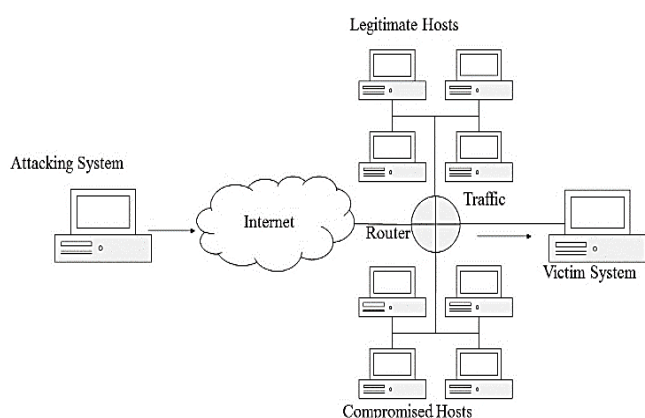 Legitimate Hosts
Attacking System
Internet
Traffic
Router
Victim System
Compromised Hosts